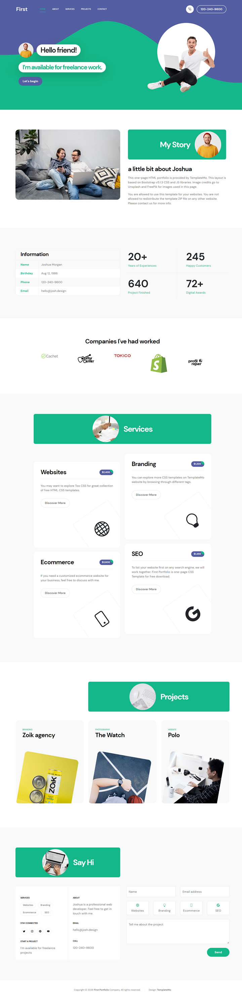 First
HOME ABOUT SERVICES PROJECTS CONTACT
120-240-9600
Hello friend!
I'm available for freelance work.
Let's begin
My Story
a little bit about Joshua
This one-page HTML portfolio is provided by TemplateMo. This layout is
based on Bootstrap v5.1.3 CSS and JS libraries. Image credits go to
Unsplash and FreePik for images used in this page.
You are allowed to use this template for your websites. You are not
allowed to redistribute the template ZIP file on any other website.
Please contact us for more info.
Information
Name Joshua Morgan
Birthday Aug 12, 1986
Phone 120-240-9600
Email hello@josh.design
20+
Years of Experiences
245
Happy Customers
640
Project Finished
72+
Digital Awards
Companies I've had worked
Cachet
Guitar
Center
TOKICO
S
profil
rejser
Services
Websites
$2,400
You may want to explore Too CSS for great collection
of free HTML CSS templates.
Discover More
Branding
$1,200
You can explore more CSS templates on TemplateMo
website by browsing through different tags.
Discover More
Ecommerce
$3,600
If you need a customized ecommerce website for
your business, feel free to discuss with me.
Discover More
SEO
$1,450
To list your website first on any search engine, we will
work together. First Portfolio is one-page CSS
Template for free download.
Discover More
Projects
BRANDING
Zoik agency
ZOIK
PHOTOGRAPHY
The Watch
WEBSITE
Polo
Say Hi
SERVICES
Websites Branding
Ecommerce SEO
STAY CONNECTED
START A PROJECT
I'm available for freelance
projects
ABOUT
Joshua is a professional web
developer. Feel free to get in
touch with me.
EMAIL
hello@josh.design
CALL
120-240-9600
Name
Email address
Websites
Branding
Ecommerce
SEO
Tell me about the project
Send
Copyright © 2036 First Portfolio Company. All rights reserved.
Design: TemplateMo